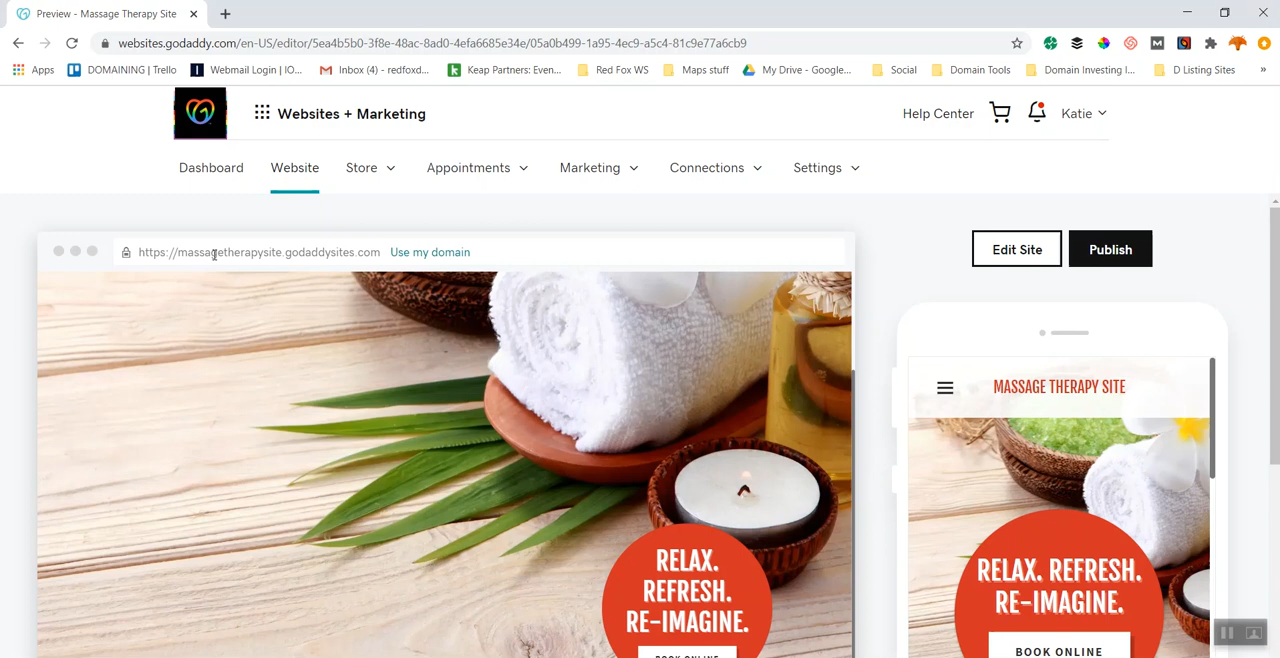 Preview - Massage Therapy Site
websites.godaddy.com/en-US/editor/5ea4b5b0-3f8e-48ac-8ad0-4efa6685e34e/05a0b499-1a95-4ec9-a5c4-81c9e77a6cb9
Apps DOMAINING | Trello Webmail Login | IO... Inbox (4) - redfoxd... Keap Partners: Even... Red Fox WS Maps stuff My Drive - Google... Social Domain Tools Domain Investing I... D Listing Sites »
Websites + Marketing
Help Center
Katie
Dashboard Website Store Appointments Marketing Connections Settings
https://massagetherapysite.godaddysites.com Use my domain
Edit Site Publish
RELAX.
REFRESH.
RE-IMAGINE.
BOOK ONLINE
MASSAGE THERAPY SITE
RELAX. REFRESH.
RE-IMAGINE.
BOOK ONLINE